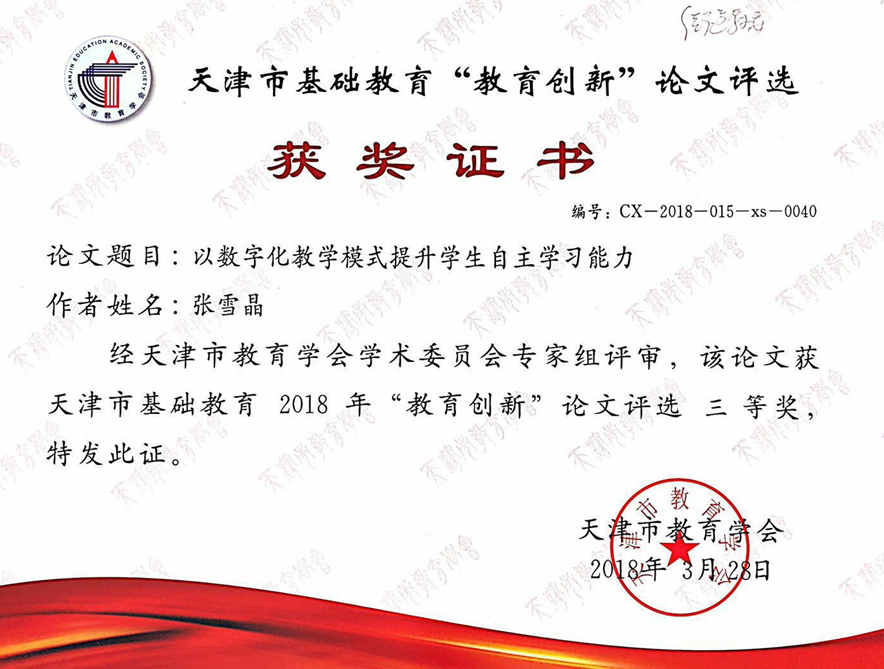 天津市基础教育“教育创新”论文评选
TIANJIN EDUCATION ACADEMIC SOCIETY
天津市教育学会
获奖证书
编号：CX－2018－015－xs－0040
论文题目：以数字化教学模式提升学生自主学习能力
作者姓名：张雪晶
经天津市教育学会学术委员会专家组评审，该论文获
天津市基础教育 2018 年“教育创新”论文评选 三 等奖，
特发此证。
天津市教育学会
2018年 3月 28日
天津市教育学会